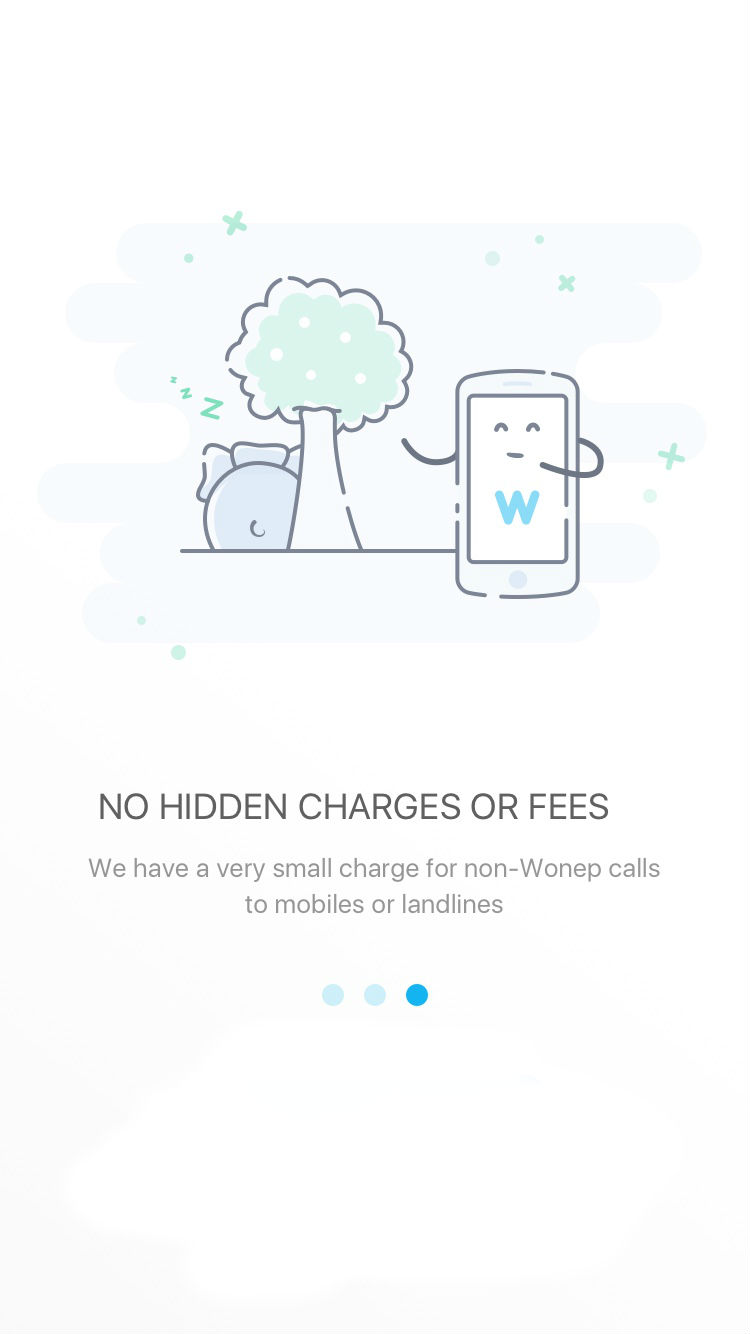 z
z
Z
W
NO HIDDEN CHARGES OR FEES
We have a very small charge for non-Wonep calls
to mobiles or landlines